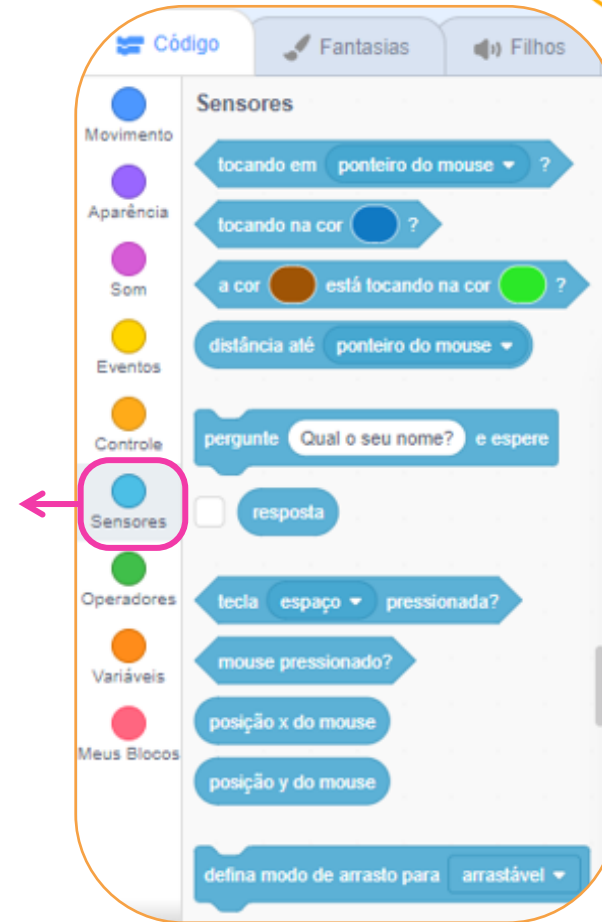 Código Fantasias Filhos
Movimento
Aparência
Som
Eventos
Controle
Sensores
Operadores
Variáveis
Meus Blocos
Sensores
tocando em ponteiro do mouse ?
tocando na cor ?
a cor está tocando na cor ?
distância até ponteiro do mouse
pergunte Qual o seu nome? e espere
resposta
tecla espaço pressionada?
mouse pressionado?
posição x do mouse
posição y do mouse
defina modo de arrasto para arrastável